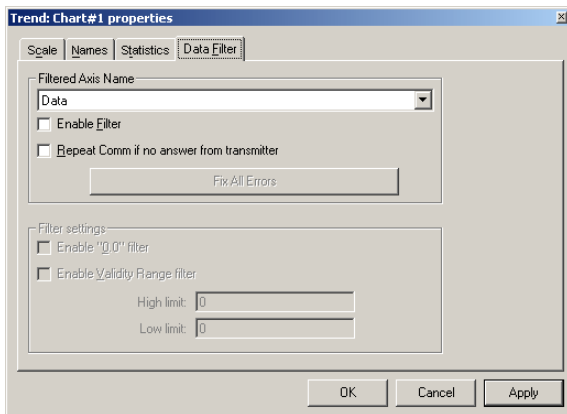 Trend: Chart#1 properties
Scale Names Statistics Data Filter
Filtered Axis Name
Data
Enable Filter
Repeat Comm if no answer from transmitter
Fix All Errors
Filter settings
Enable "0.0" filter
Enable Validity Range filter
High limit: 0
Low limit: 0
OK Cancel Apply